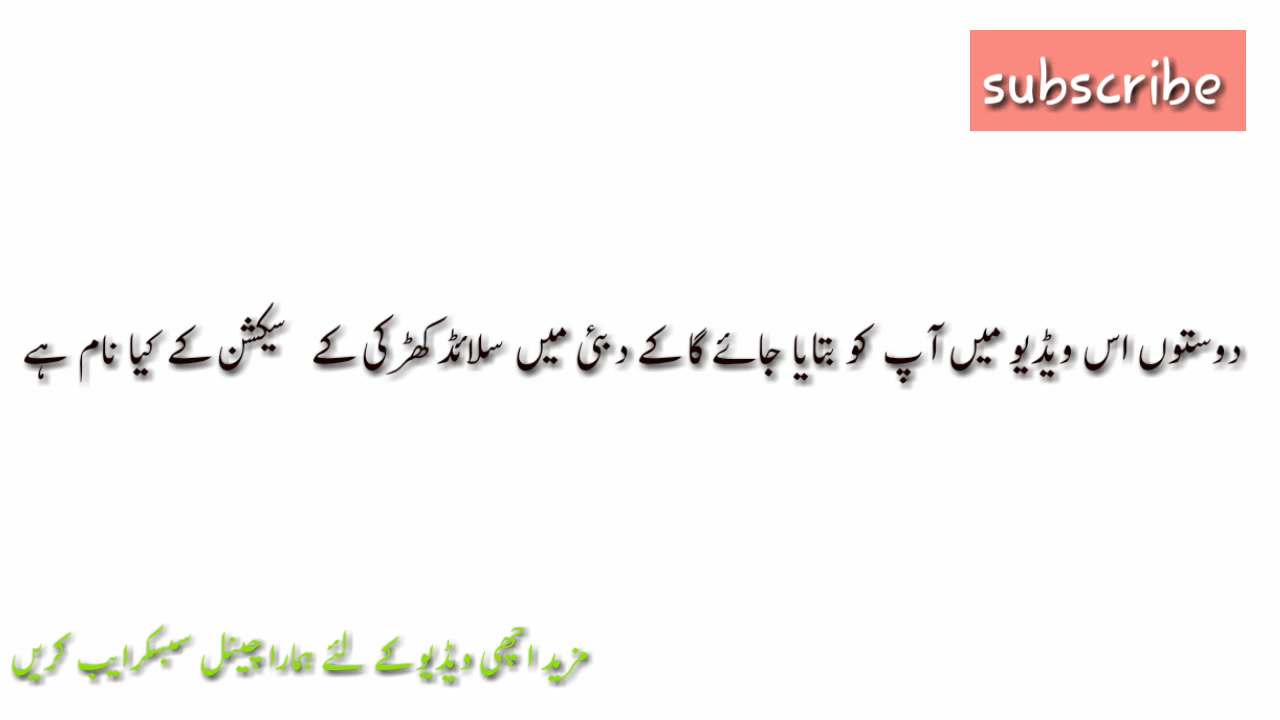 subscribe
دوستوں اس ویڈیو میں آپ کو بتایا جائے گا کے دبئی میں سلائڈ کھڑکی کے سیکشن کے کیا نام ہے
مزید اچھی ویڈیو کے لئے ہمارا چینل سبسکرایب کریں